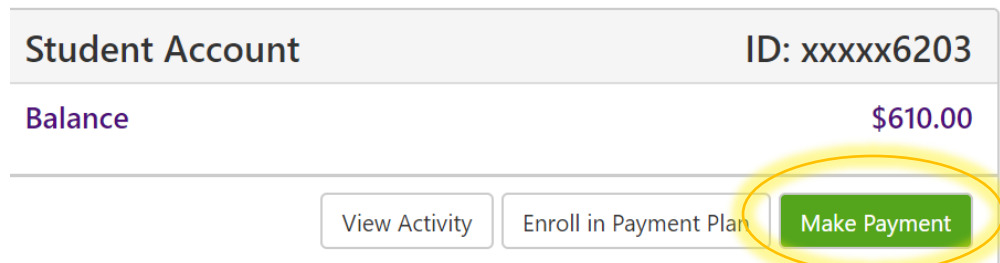 Student Account ID: xxxxx6203
Balance $610.00
View Activity Enroll in Payment Plan Make Payment